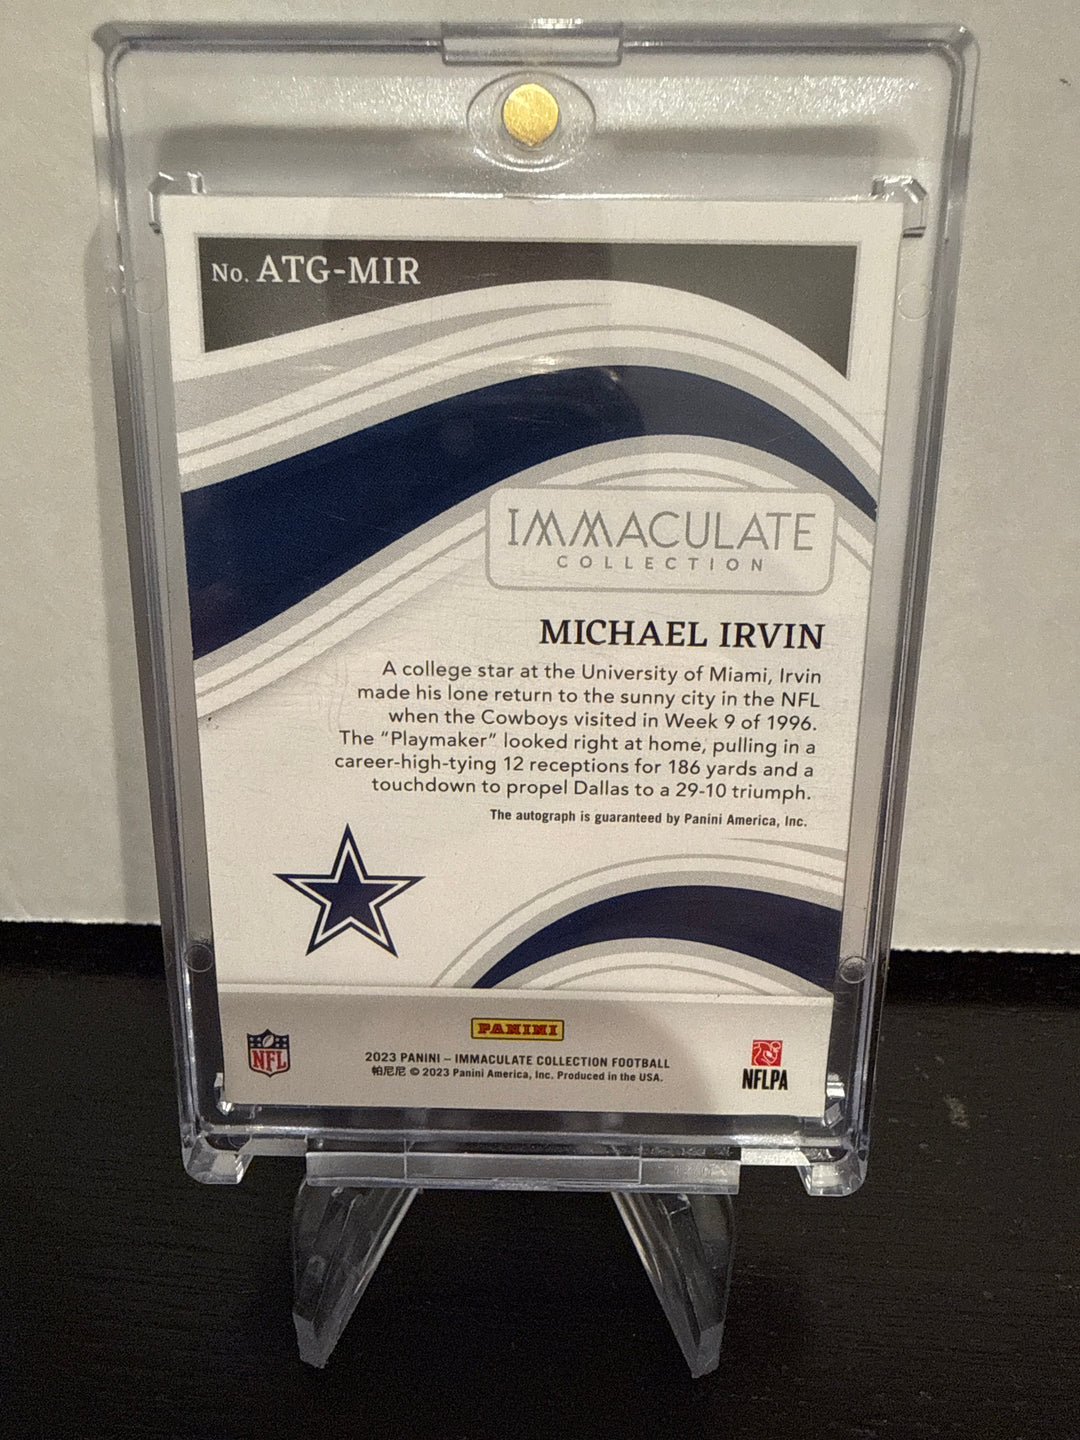 No. ATG-MIR
IMMACULATE
COLLECTION
MICHAEL IRVIN
A college star at the University of Miami, Irvin
made his lone return to the sunny city in the NFL
when the Cowboys visited in Week 9 of 1996.
The “Playmaker” looked right at home, pulling in a
career-high-tying 12 receptions for 186 yards and a
touchdown to propel Dallas to a 29-10 triumph.
The autograph is guaranteed by Panini America, Inc.
PANINI
NFL
2023 PANINI – IMMACULATE COLLECTION FOOTBALL
帕尼尼 © 2023 Panini America, Inc. Produced in the USA.
NFLPA